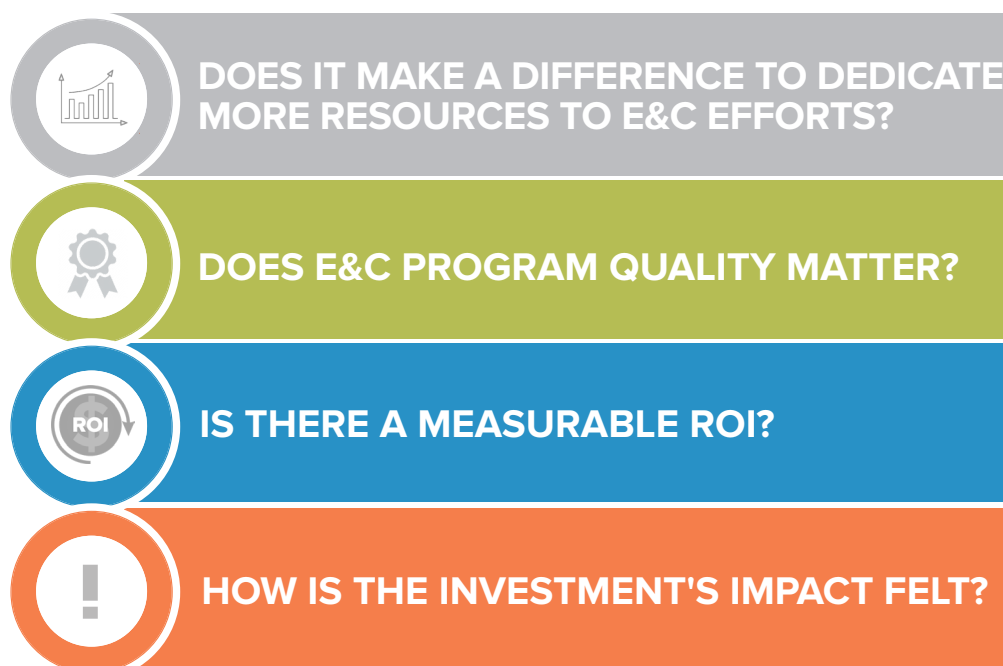 DOES IT MAKE A DIFFERENCE TO DEDICATE
MORE RESOURCES TO E&C EFFORTS?
DOES E&C PROGRAM QUALITY MATTER?
ROI
IS THERE A MEASURABLE ROI?
HOW IS THE INVESTMENT'S IMPACT FELT?